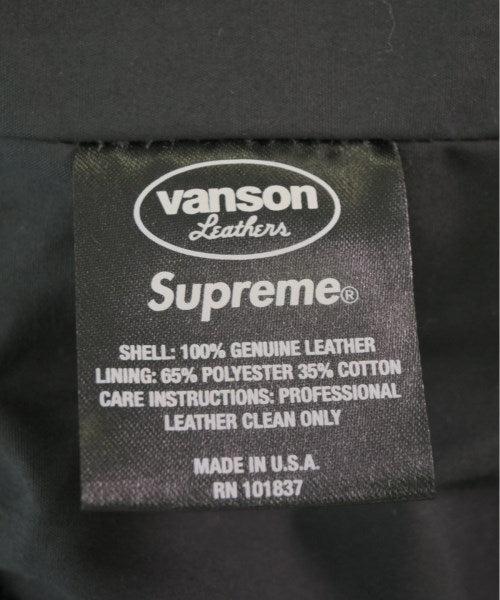 vanson
Leathers
Supreme®
SHELL: 100% GENUINE LEATHER
LINING: 65% POLYESTER 35% COTTON
CARE INSTRUCTIONS: PROFESSIONAL
LEATHER CLEAN ONLY
MADE IN U.S.A.
RN 101837